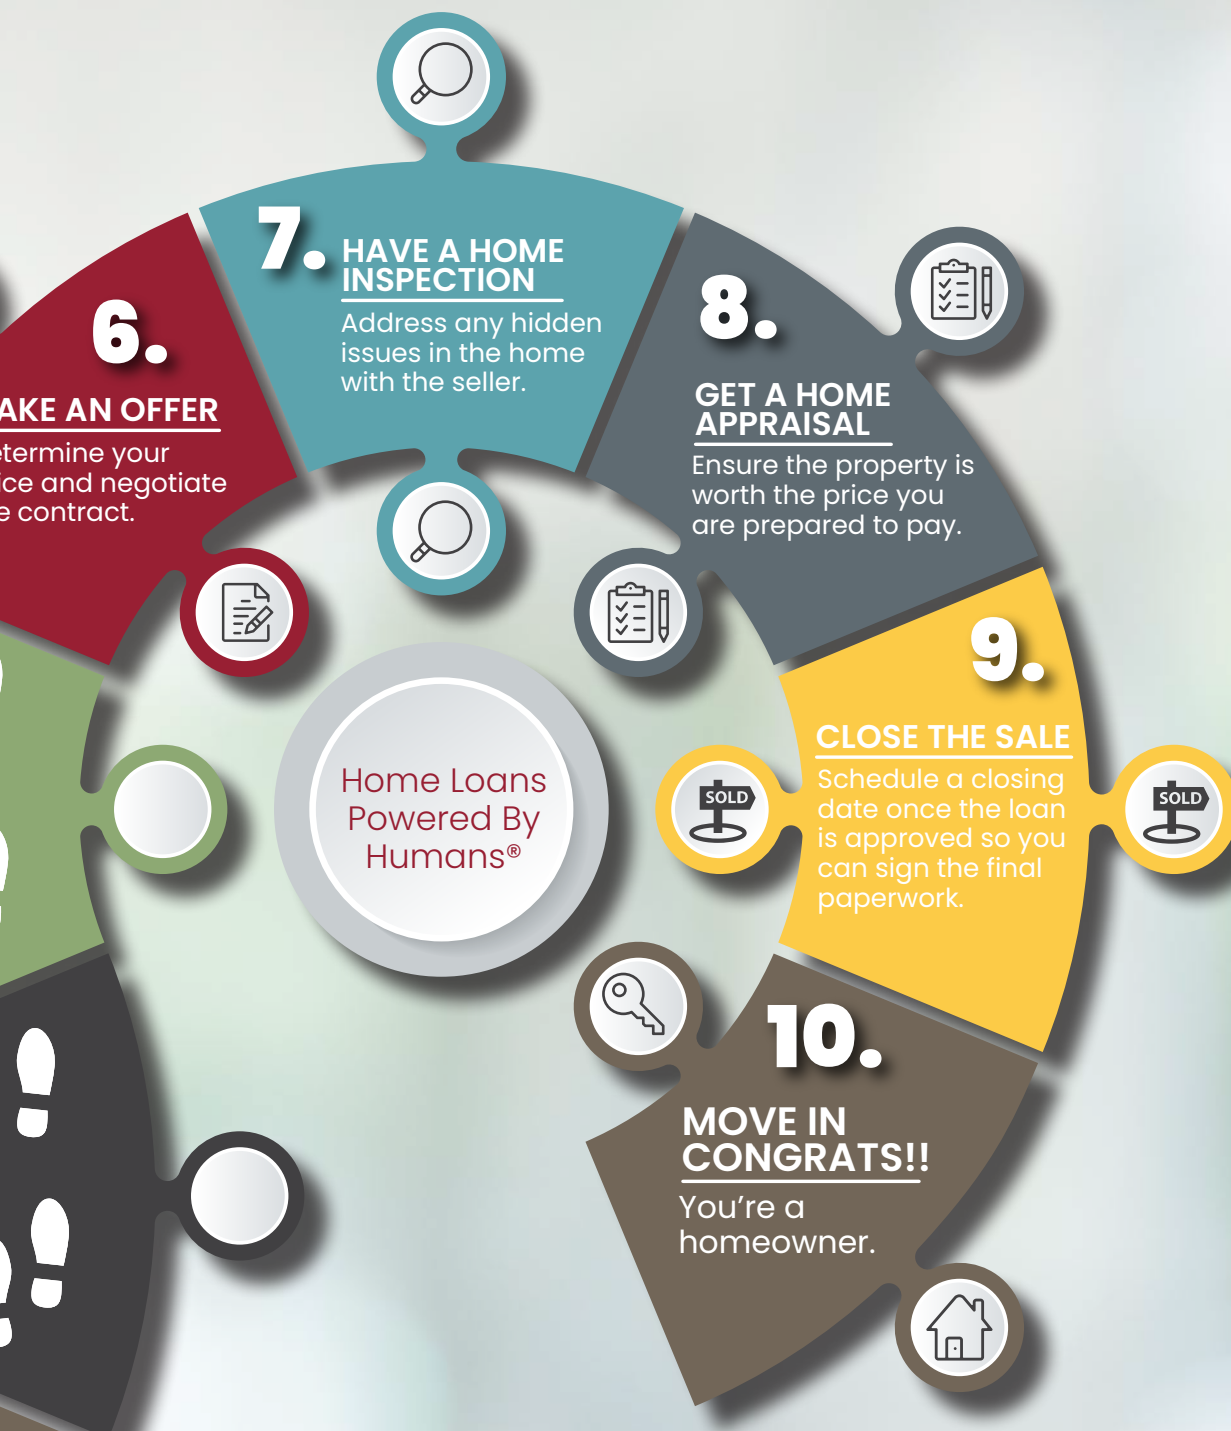 6.
AKE AN OFFER
etermine your
ice and negotiate
e contract.
7.
HAVE A HOME
INSPECTION
Address any hidden
issues in the home
with the seller.
8.
GET A HOME
APPRAISAL
Ensure the property is
worth the price you
are prepared to pay.
9.
CLOSE THE SALE
Schedule a closing
date once the loan
is approved so you
can sign the final
paperwork.
SOLD
SOLD
10.
MOVE IN
CONGRATS!!
You’re a
homeowner.
Home Loans
Powered By
Humans®